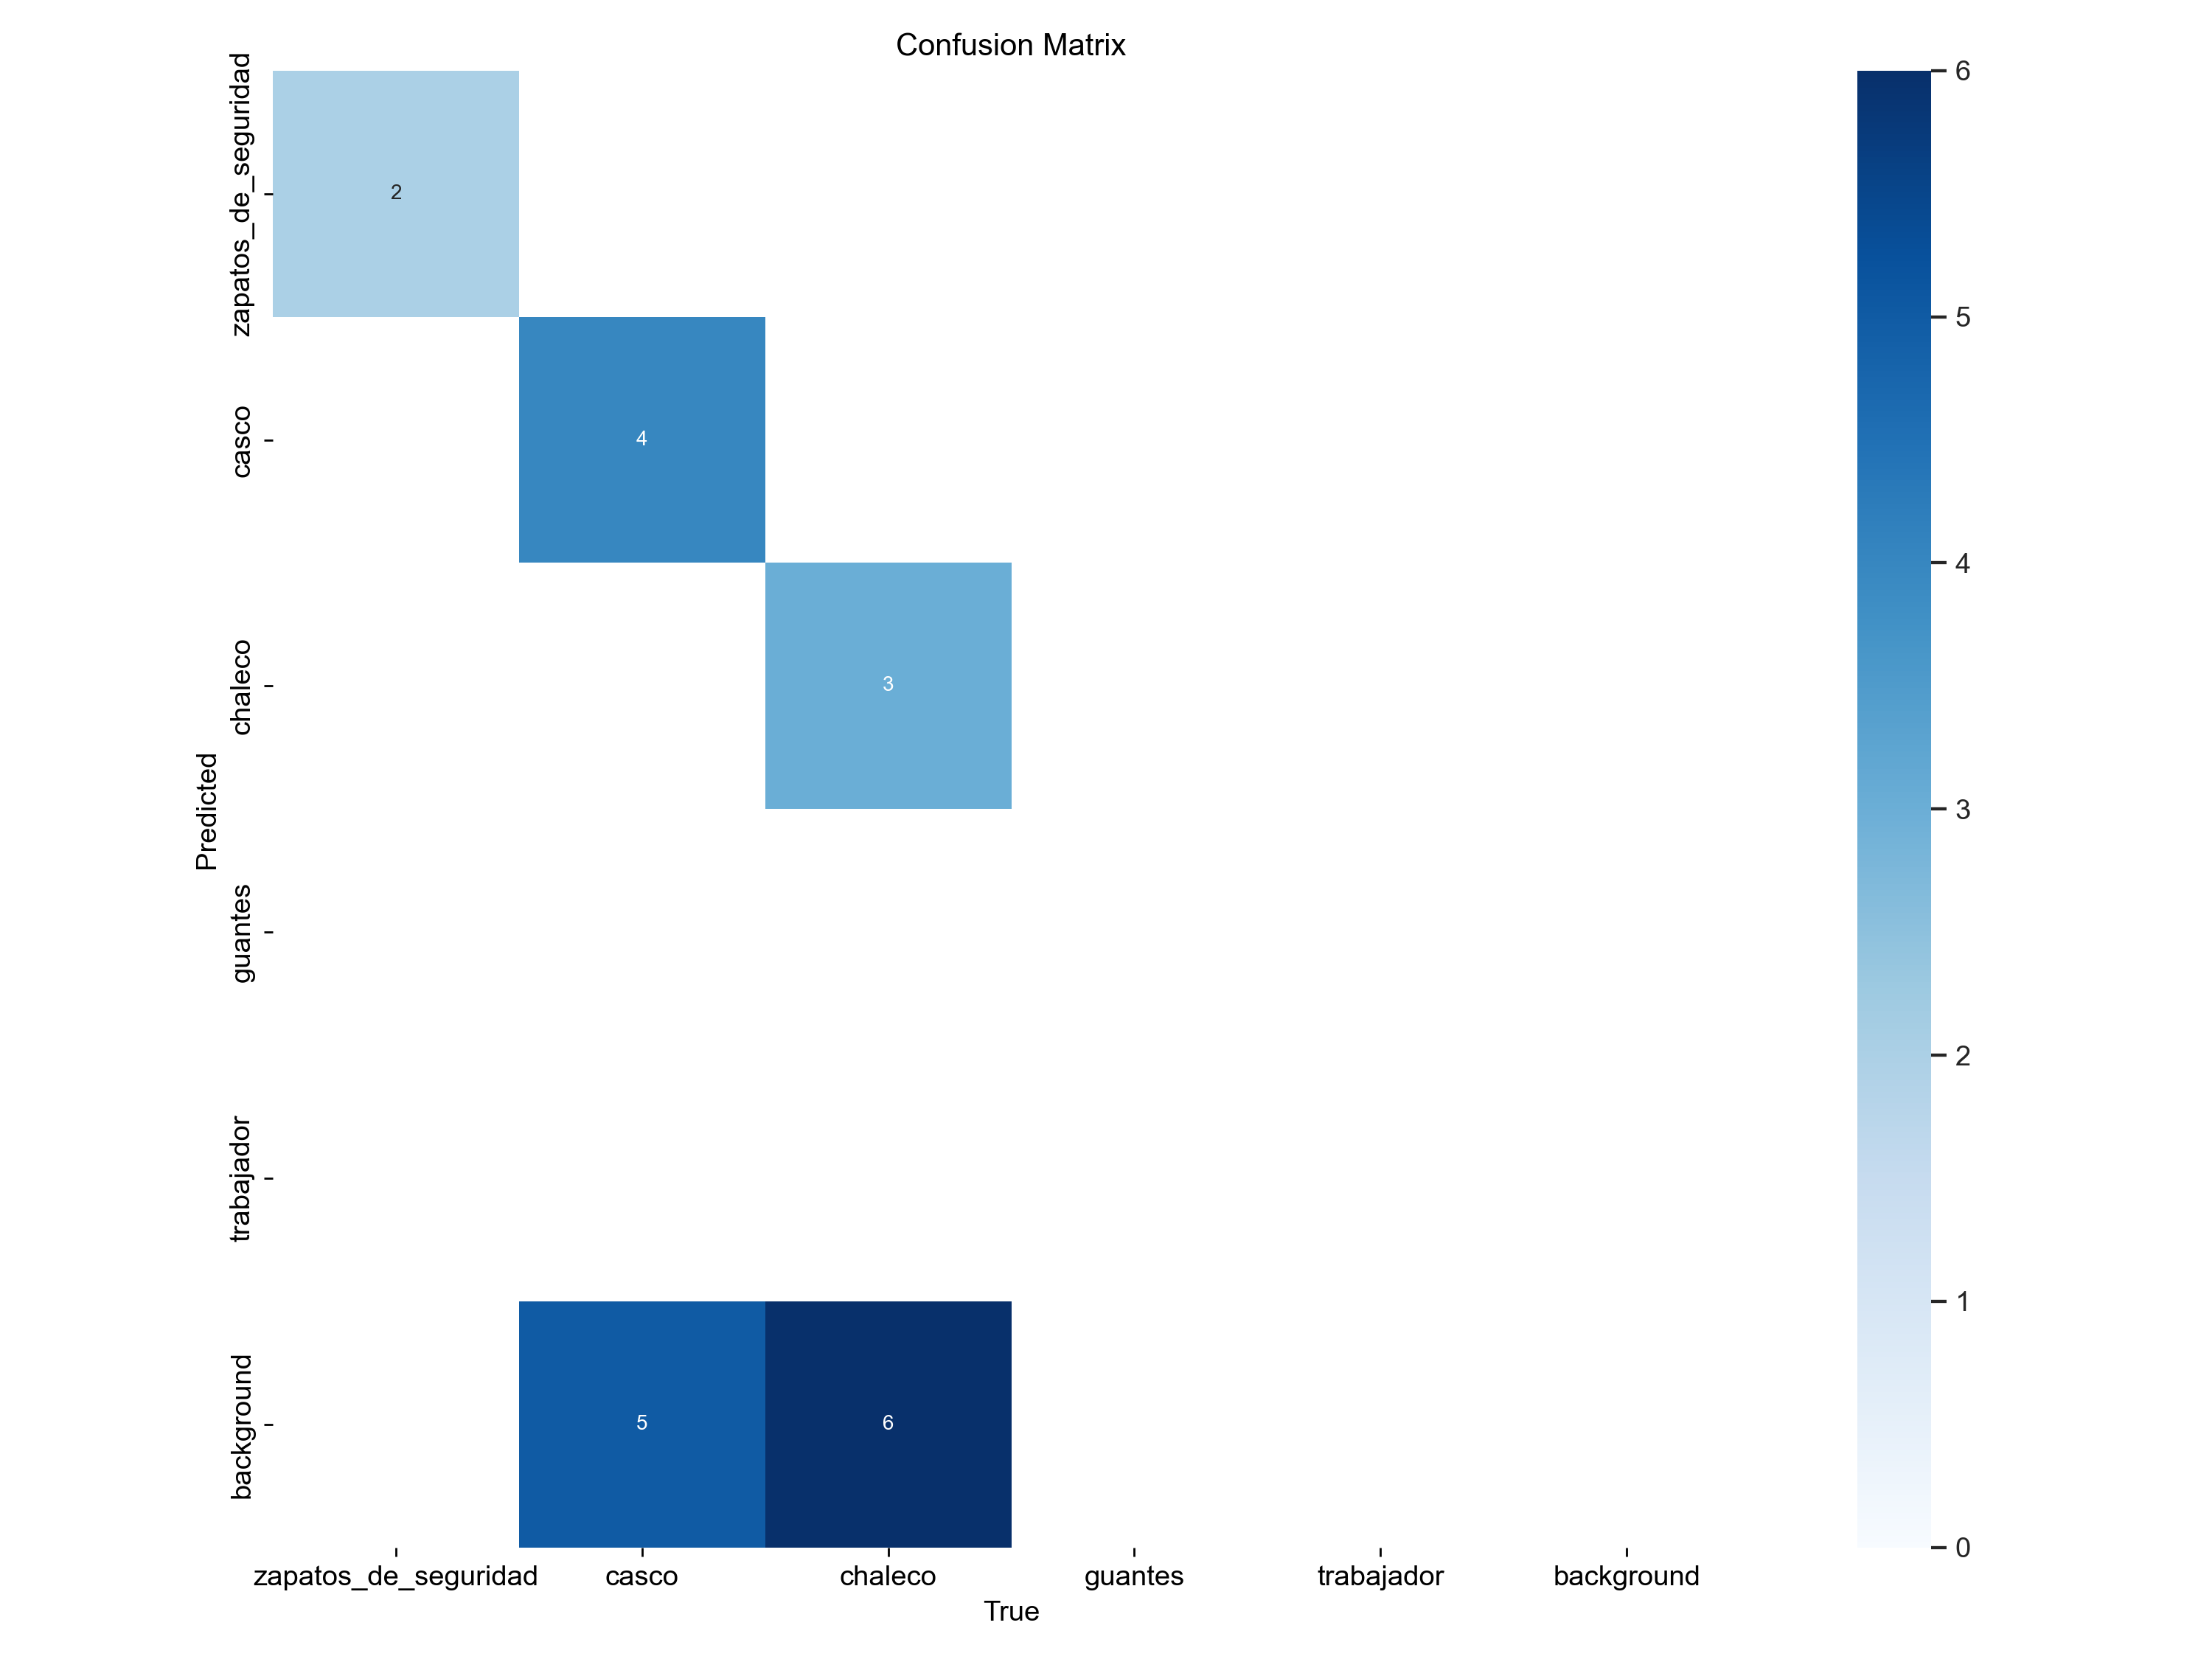 Confusion Matrix
zapatos_de_seguridad
casco
chaleco
guantes
trabajador
background
Predicted
2
4
3
5
6
zapatos_de_seguridad
casco
chaleco
guantes
trabajador
background
True
6
5
4
3
2
1
0